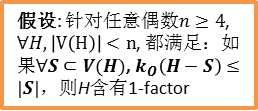 假设: 针对任意偶数n ≥ 4,
∀H, |V(H)| < n, 都满足：如
果∀S ⊂ V(H), k_O(H − S) ≤
|S|，则H含有1-factor